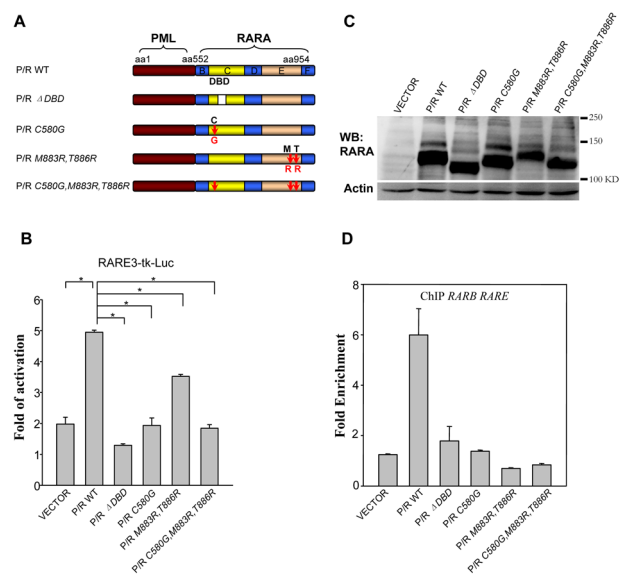 A
PML
RARA
aa1
aa552
aa954
P/R WT
B
C
D
E
F
DBD
P/R ΔDBD
P/R C580G
C
G
P/R M883R,T886R
M T
R R
P/R C580G,M883R,T886R
B
RARE3-tk-Luc
*
*
*
*
*
Fold of activation
6
5
4
3
2
1
0
VECTOR
P/R WT
P/R ΔDBD
P/R C580G
P/R M883R,T886R
P/R C580G,M883R,T886R
C
VECTOR
P/R WT
P/R ΔDBD
P/R C580G
P/R M883R,T886R
P/R C580G,M883R,T886R
WB:
RARA
250
150
100 KD
Actin
D
ChIP RARB RARE
Fold Enrichment
8
6
4
2
0
VECTOR
P/R WT
P/R ΔDBD
P/R C580G
P/R M883R,T886R
P/R C580G,M883R,T886R